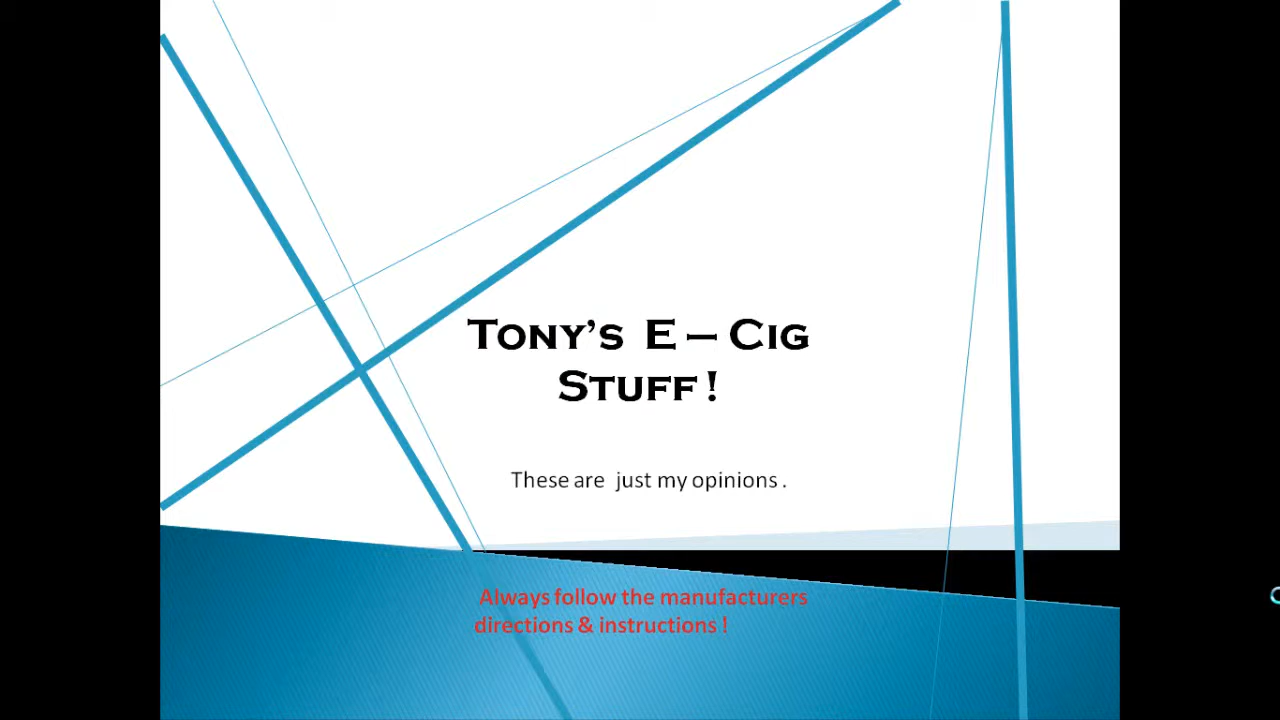 Tony's E – Cig
Stuff !
These are just my opinions .
Always follow the manufacturers
directions & instructions !